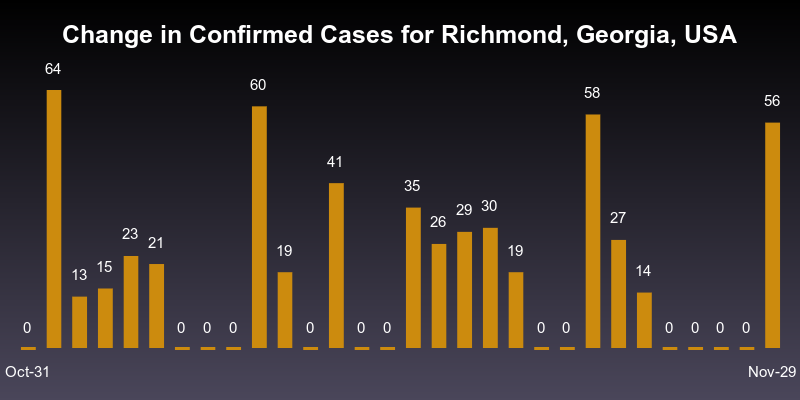 Change in Confirmed Cases for Richmond, Georgia, USA
0 64 13 15 23 21 0 0 0 60 19 0 41 0 0 35 26 29 30 19 0 0 58 27 14 0 0 0 0 56
Oct-31 Nov-29